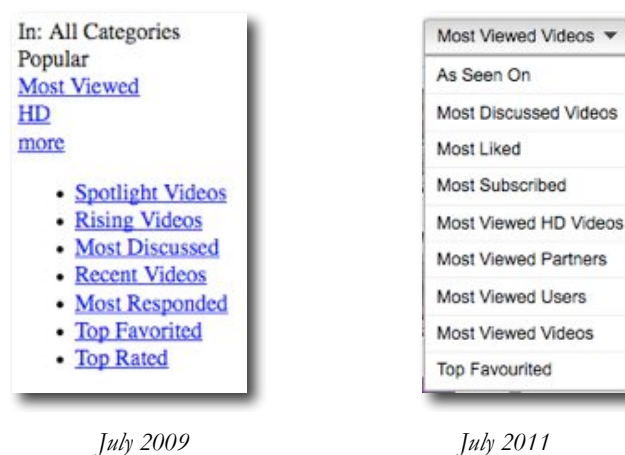 In: All Categories
Popular
Most Viewed
HD
more
• Spotlight Videos
• Rising Videos
• Most Discussed
• Recent Videos
• Most Responded
• Top Favorited
• Top Rated
July 2009
Most Viewed Videos ▼
As Seen On
Most Discussed Videos
Most Liked
Most Subscribed
Most Viewed HD Videos
Most Viewed Partners
Most Viewed Users
Most Viewed Videos
Top Favourited
July 2011